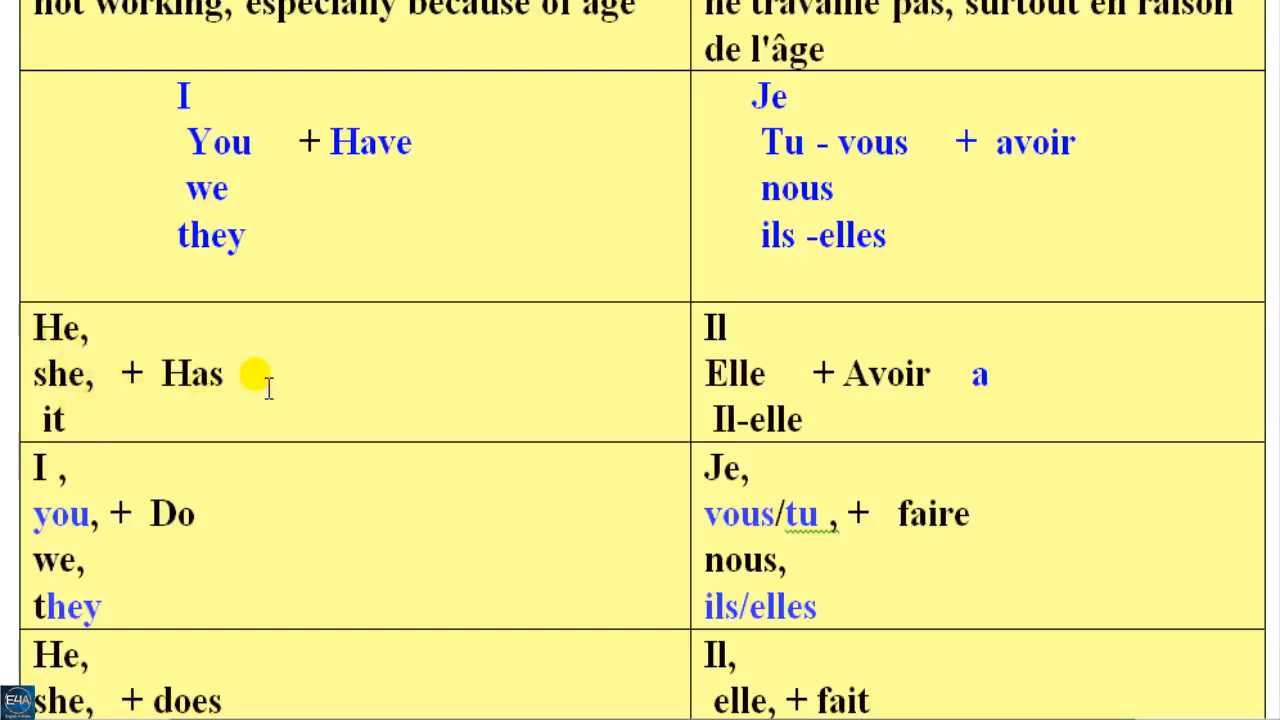 not working, especially because of age
ne travaille pas, surtout en raison
de l'âge
I
You + Have
we
they
Je
Tu - vous + avoir
nous
ils -elles
He,
she, + Has
it
Il
Elle + Avoir a
Il-elle
I ,
you, + Do
we,
they
Je,
vous/tu , + faire
nous,
ils/elles
He,
she, + does
Il,
elle, + fait
E4A